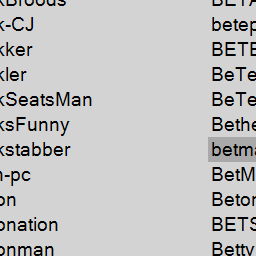 kBroods
k-CJ
kker
kler
kSeatsMan
ksFunny
kstabber
n-pc
on
onation
onman
BETA
betep
BETE
BeTe
BeTe
Bethe
betma
BetM
Beton
BETS
Betty